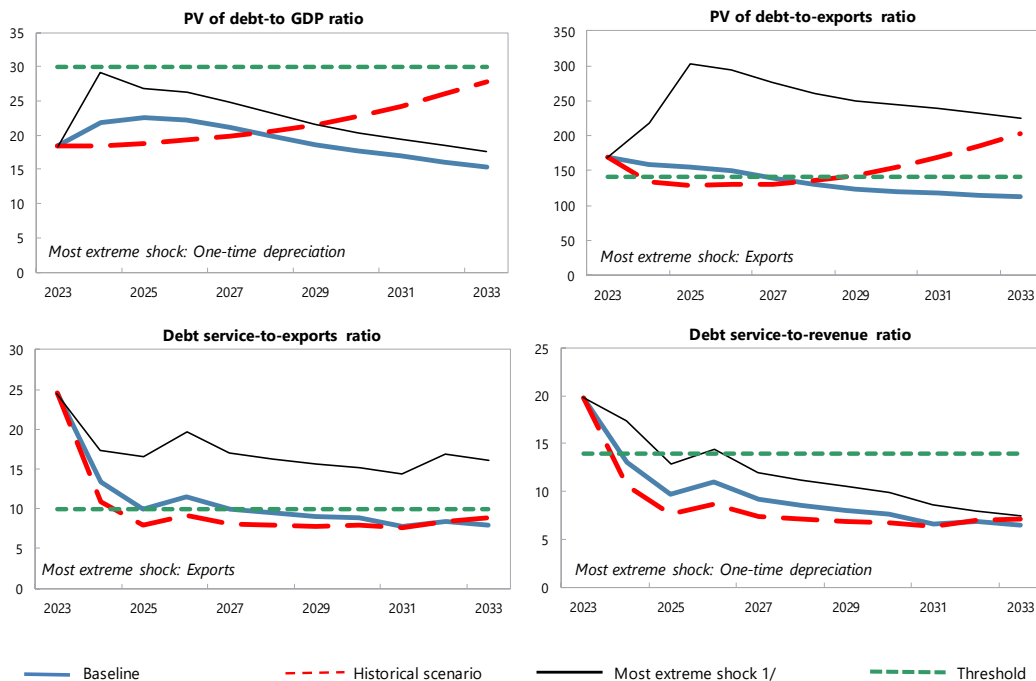 PV of debt-to GDP ratio
35
30
25
20
15
10
5
0
Most extreme shock: One-time depreciation
2023 2025 2027 2029 2031 2033
PV of debt-to-exports ratio
350
300
250
200
150
100
50
0
Most extreme shock: Exports
2023 2025 2027 2029 2031 2033
Debt service-to-exports ratio
30
25
20
15
10
5
0
Most extreme shock: Exports
2023 2025 2027 2029 2031 2033
Debt service-to-revenue ratio
25
20
15
10
5
0
Most extreme shock: One-time depreciation
2023 2025 2027 2029 2031 2033
Baseline Historical scenario Most extreme shock 1/ Threshold